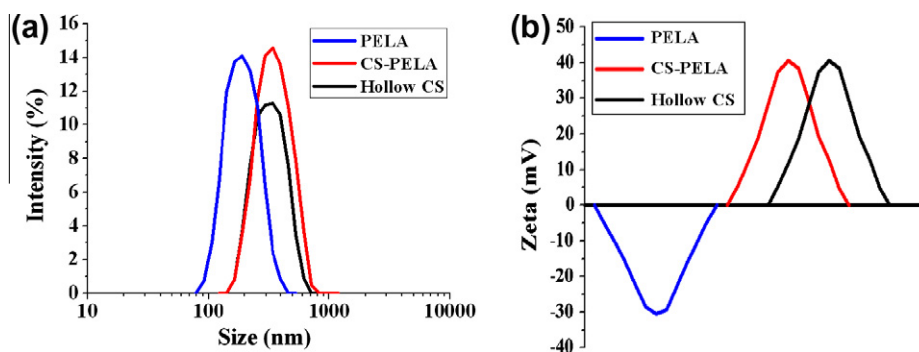 (a)
16
14
12
10
8
6
4
2
0
Intensity (%)
PELA
CS-PELA
Hollow CS
10
100
1000
10000
Size (nm)
(b)
50
40
30
20
10
0
-10
-20
-30
-40
Zeta (mV)
PELA
CS-PELA
Hollow CS